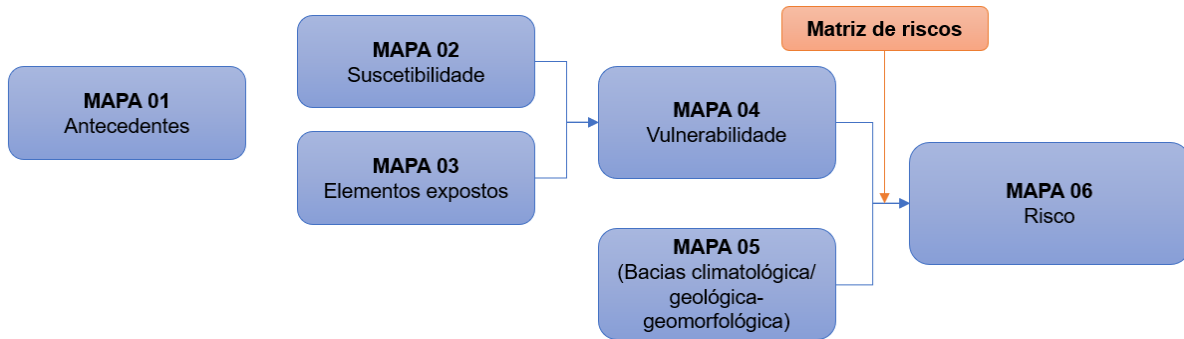 Matriz de riscos
MAPA 01
Antecedentes
MAPA 02
Suscetibilidade
MAPA 03
Elementos expostos
MAPA 04
Vulnerabilidade
MAPA 05
(Bacias climatológica/
geológica-
geomorfológica)
MAPA 06
Risco